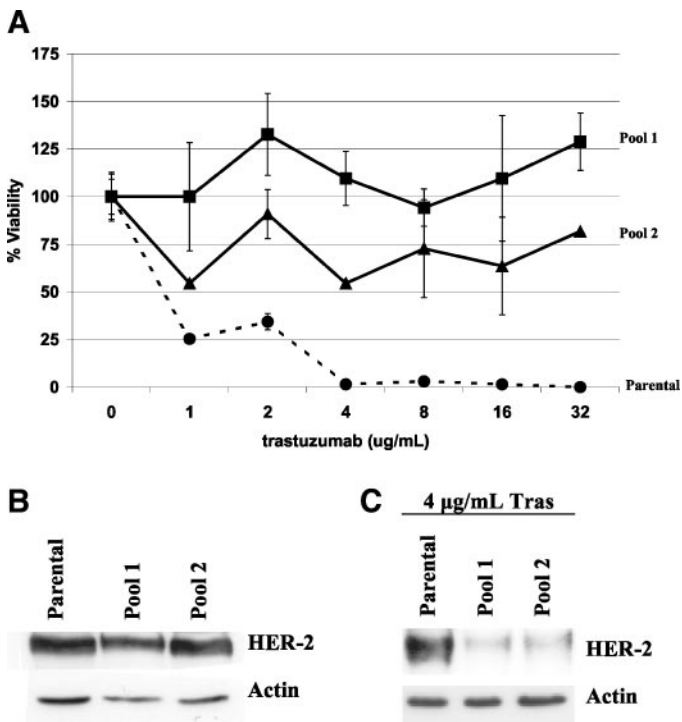 A
175
150
125
100
75
50
25
0
% Viability
Pool 1
Pool 2
Parental
0 1 2 4 8 16 32
trastuzumab (ug/mL)
B
Parental
Pool 1
Pool 2
HER-2
Actin
C
4 µg/mL Tras
Parental
Pool 1
Pool 2
HER-2
Actin